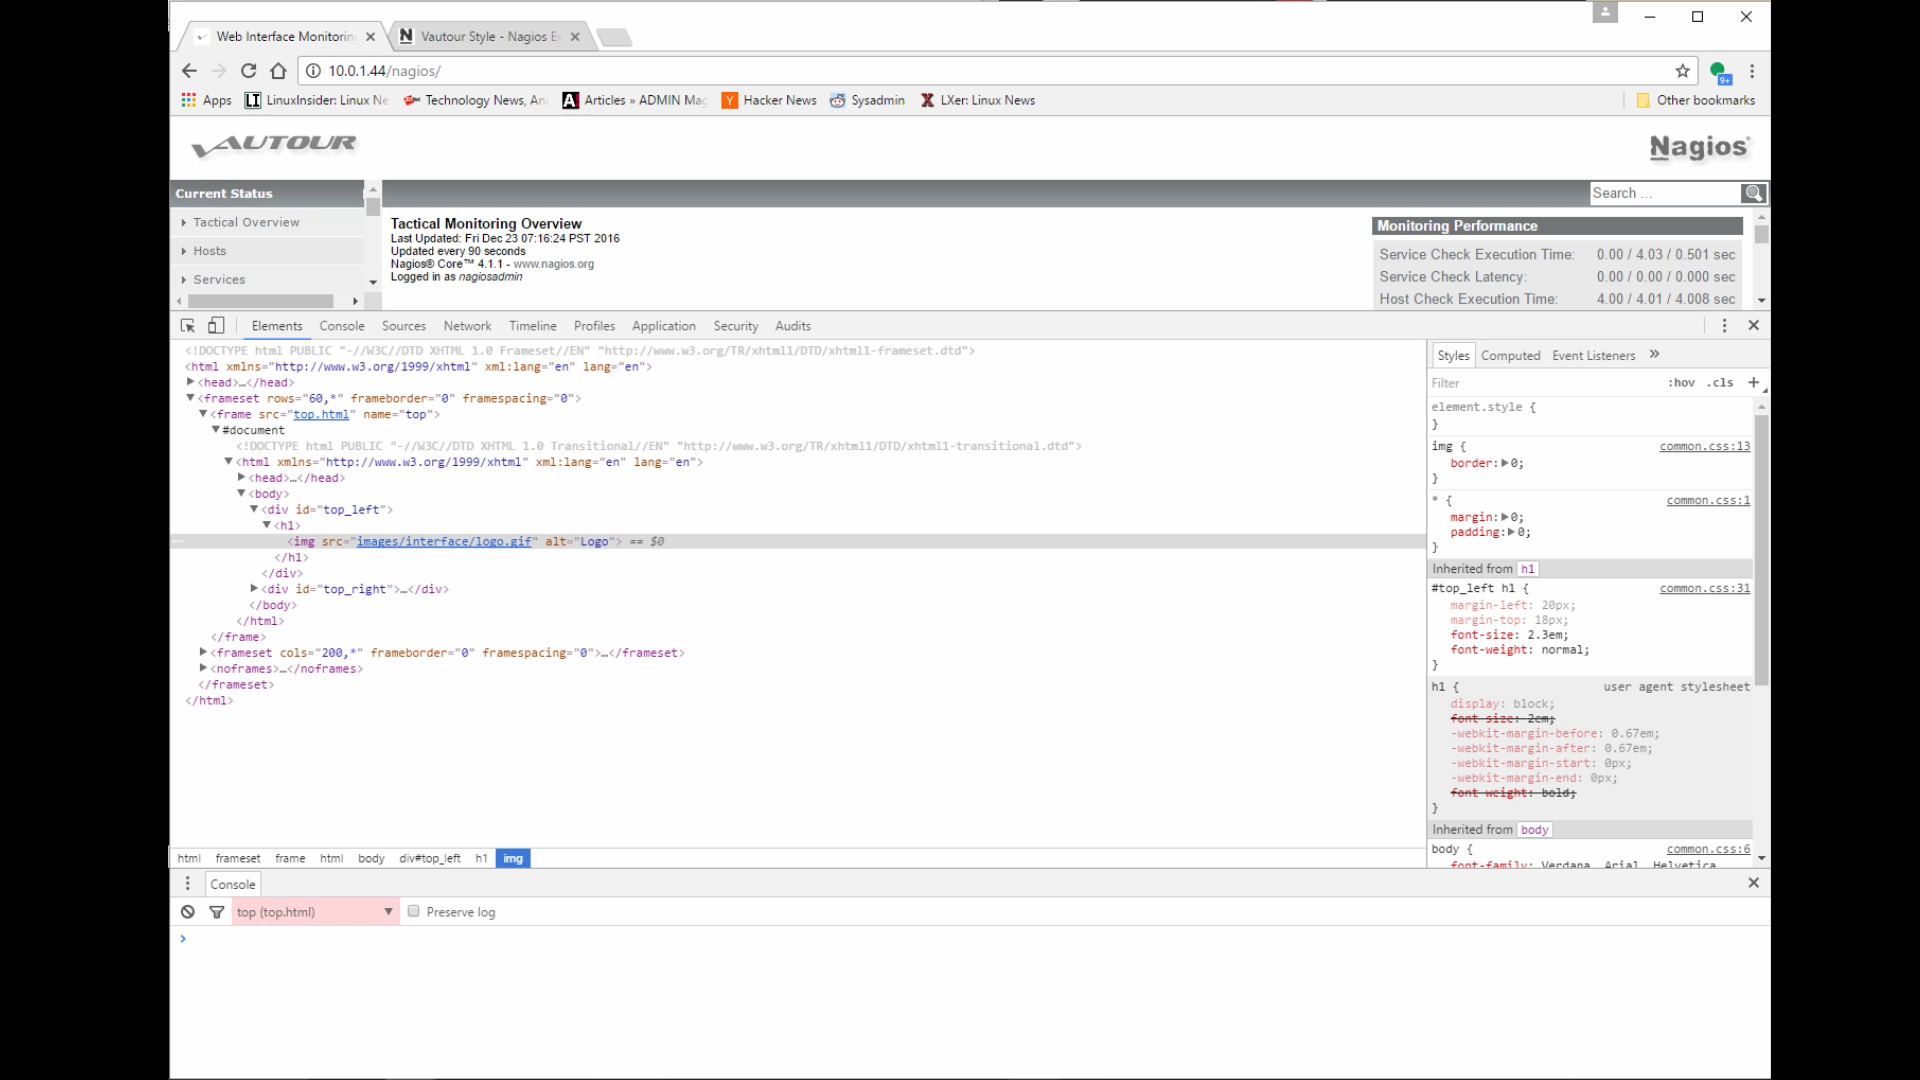 Web Interface Monitorin
Vautour Style - Nagios E
10.0.1.44/nagios/
Apps
LinuxInsider: Linux Ne
Technology News, Ana
Articles » ADMIN Mag
Hacker News
Sysadmin
LXer: Linux News
Other bookmarks
VAUTOUR
Nagios®
Current Status
Search ...
Tactical Overview
Hosts
Services
Tactical Monitoring Overview
Last Updated: Fri Dec 23 07:16:24 PST 2016
Updated every 90 seconds
Nagios® Core™ 4.1.1 - www.nagios.org
Logged in as nagiosadmin
Monitoring Performance
Service Check Execution Time: 0.00 / 4.03 / 0.501 sec
Service Check Latency: 0.00 / 0.00 / 0.000 sec
Host Check Execution Time: 4.00 / 4.01 / 4.008 sec
Elements Console Sources Network Timeline Profiles Application Security Audits
<!DOCTYPE html PUBLIC "-//W3C//DTD XHTML 1.0 Frameset//EN" "http://www.w3.org/TR/xhtml1/DTD/xhtml1-frameset.dtd">
<html xmlns="http://www.w3.org/1999/xhtml" xml:lang="en" lang="en">
<head>…</head>
<frameset rows="60,*" frameborder="0" framespacing="0">
<frame src="top.html" name="top">
#document
<!DOCTYPE html PUBLIC "-//W3C//DTD XHTML 1.0 Transitional//EN" "http://www.w3.org/TR/xhtml1/DTD/xhtml1-transitional.dtd">
<html xmlns="http://www.w3.org/1999/xhtml" xml:lang="en" lang="en">
<head>…</head>
<body>
<div id="top_left">
<h1>
<img src="images/interface/logo.gif" alt="Logo"> == $0
</h1>
</div>
<div id="top_right">…</div>
</body>
</html>
</frame>
<frameset cols="200,*" frameborder="0" framespacing="0">…</frameset>
<noframes>…</noframes>
</frameset>
</html>
Styles Computed Event Listeners »
Filter :hov .cls +
element.style {
}
img { common.css:13
border: 0;
}
* { common.css:1
margin: 0;
padding: 0;
}
Inherited from h1
#top_left h1 { common.css:31
margin-left: 20px;
margin-top: 18px;
font-size: 2.3em;
font-weight: normal;
}
h1 { user agent stylesheet
display: block;
font-size: 2em;
-webkit-margin-before: 0.67em;
-webkit-margin-after: 0.67em;
-webkit-margin-start: 0px;
-webkit-margin-end: 0px;
font-weight: bold;
}
Inherited from body
body { common.css:6
font-family: Verdana, Arial, Helvetica,
html frameset frame html body div#top_left h1 img
Console
top (top.html)
Preserve log
>